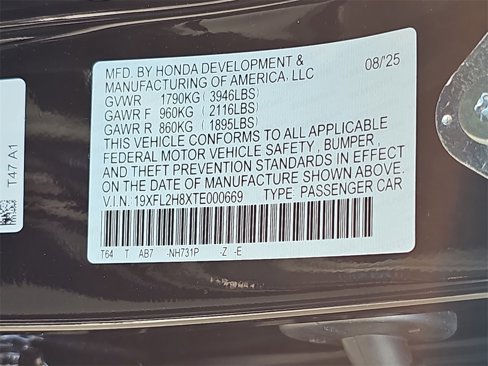 MFD. BY HONDA DEVELOPMENT & 08/'25
MANUFACTURING OF AMERICA, LLC
GVWR 1790KG (3946LBS)
GAWR F 960KG (2116LBS)
GAWR R 860KG (1895LBS)
THIS VEHICLE CONFORMS TO ALL APPLICABLE
FEDERAL MOTOR VEHICLE SAFETY, BUMPER,
AND THEFT PREVENTION STANDARDS IN EFFECT
ON THE DATE OF MANUFACTURE SHOWN ABOVE.
V.I.N. 19XFL2H8XTE000669 TYPE PASSENGER CAR
T64 T AB7 -NH731P -Z -E
T47 A1